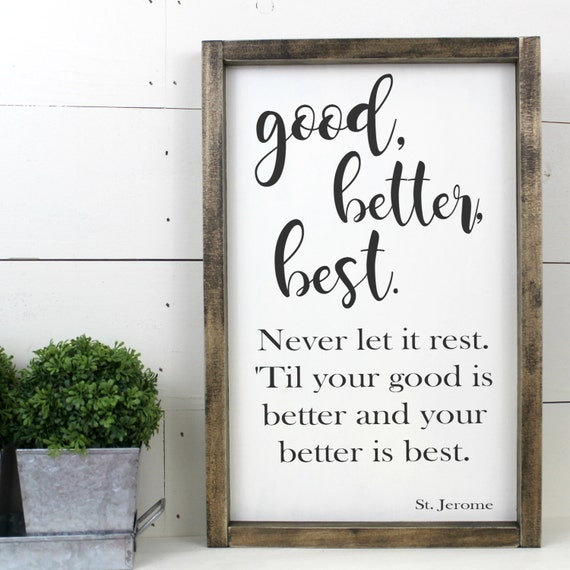 good,
better,
best.
Never let it rest.
'Til your good is
better and your
better is best.
St. Jerome